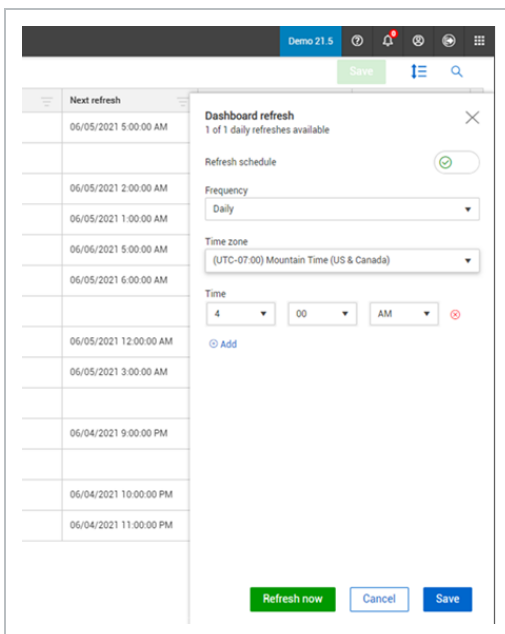 Demo 21.5
9
Save
Next refresh
06/05/2021 5:00:00 AM
06/05/2021 2:00:00 AM
06/05/2021 1:00:00 AM
06/06/2021 5:00:00 AM
06/05/2021 6:00:00 AM
06/05/2021 12:00:00 AM
06/05/2021 3:00:00 AM
06/04/2021 9:00:00 PM
06/04/2021 10:00:00 PM
06/04/2021 11:00:00 PM
Dashboard refresh
1 of 1 daily refreshes available
Refresh schedule
Frequency
Daily
Time zone
(UTC-07:00) Mountain Time (US & Canada)
Time
4 00 AM
Add
Refresh now Cancel Save